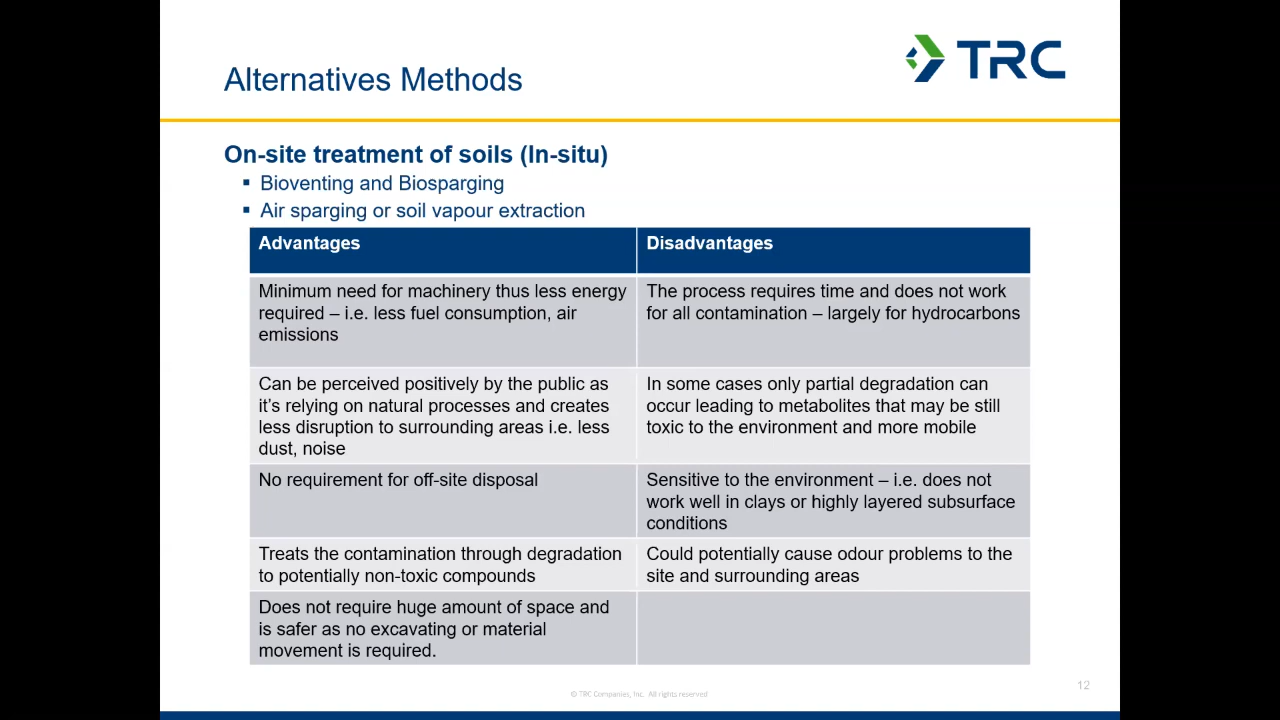 TRC
Alternatives Methods
On-site treatment of soils (In-situ)
▪ Bioventing and Biosparging
▪ Air sparging or soil vapour extraction
Advantages
Disadvantages
Minimum need for machinery thus less energy
required – i.e. less fuel consumption, air
emissions
The process requires time and does not work
for all contamination – largely for hydrocarbons
Can be perceived positively by the public as
it's relying on natural processes and creates
less disruption to surrounding areas i.e. less
dust, noise
In some cases only partial degradation can
occur leading to metabolites that may be still
toxic to the environment and more mobile
No requirement for off-site disposal
Sensitive to the environment – i.e. does not
work well in clays or highly layered subsurface
conditions
Treats the contamination through degradation
to potentially non-toxic compounds
Could potentially cause odour problems to the
site and surrounding areas
Does not require huge amount of space and
is safer as no excavating or material
movement is required.
© TRC Companies, Inc. All rights reserved
12